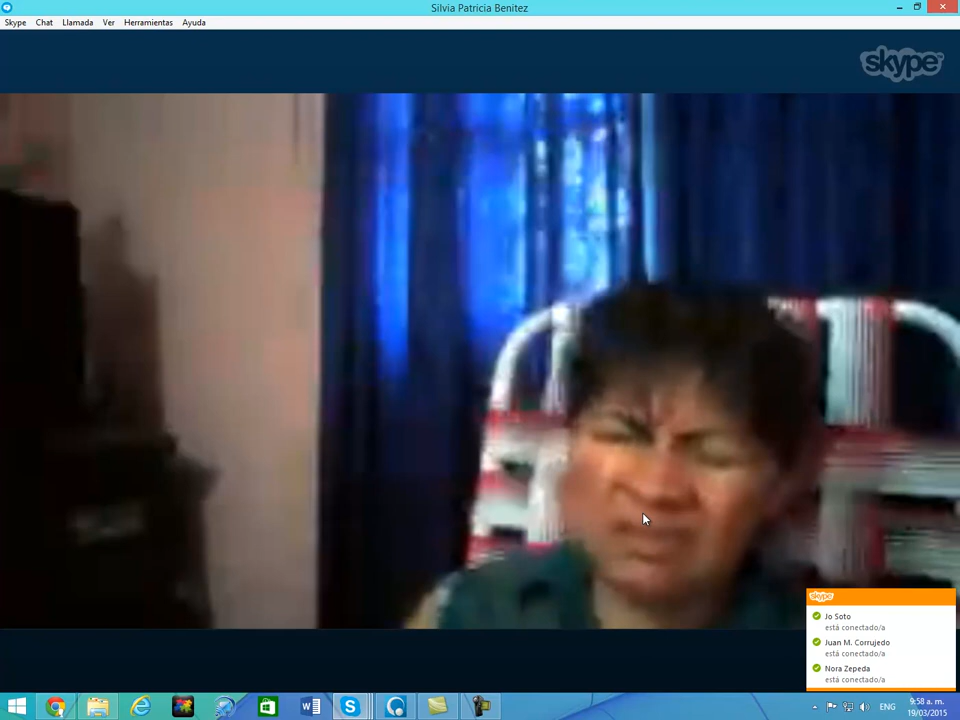 Silvia Patricia Benitez
Skype Chat Llamada Ver Herramientas Ayuda
skype
skype
Jo Soto
está conectado/a
Juan M. Corrujedo
está conectado/a
Nora Zepeda
está conectado/a
ENG
9:58 a. m.
19/03/2015